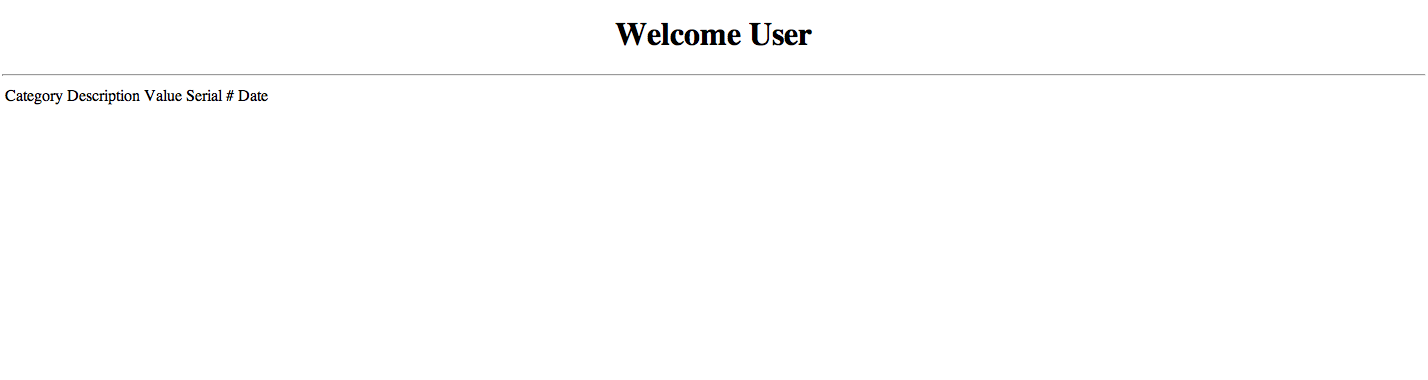 Welcome User
Category Description Value Serial # Date